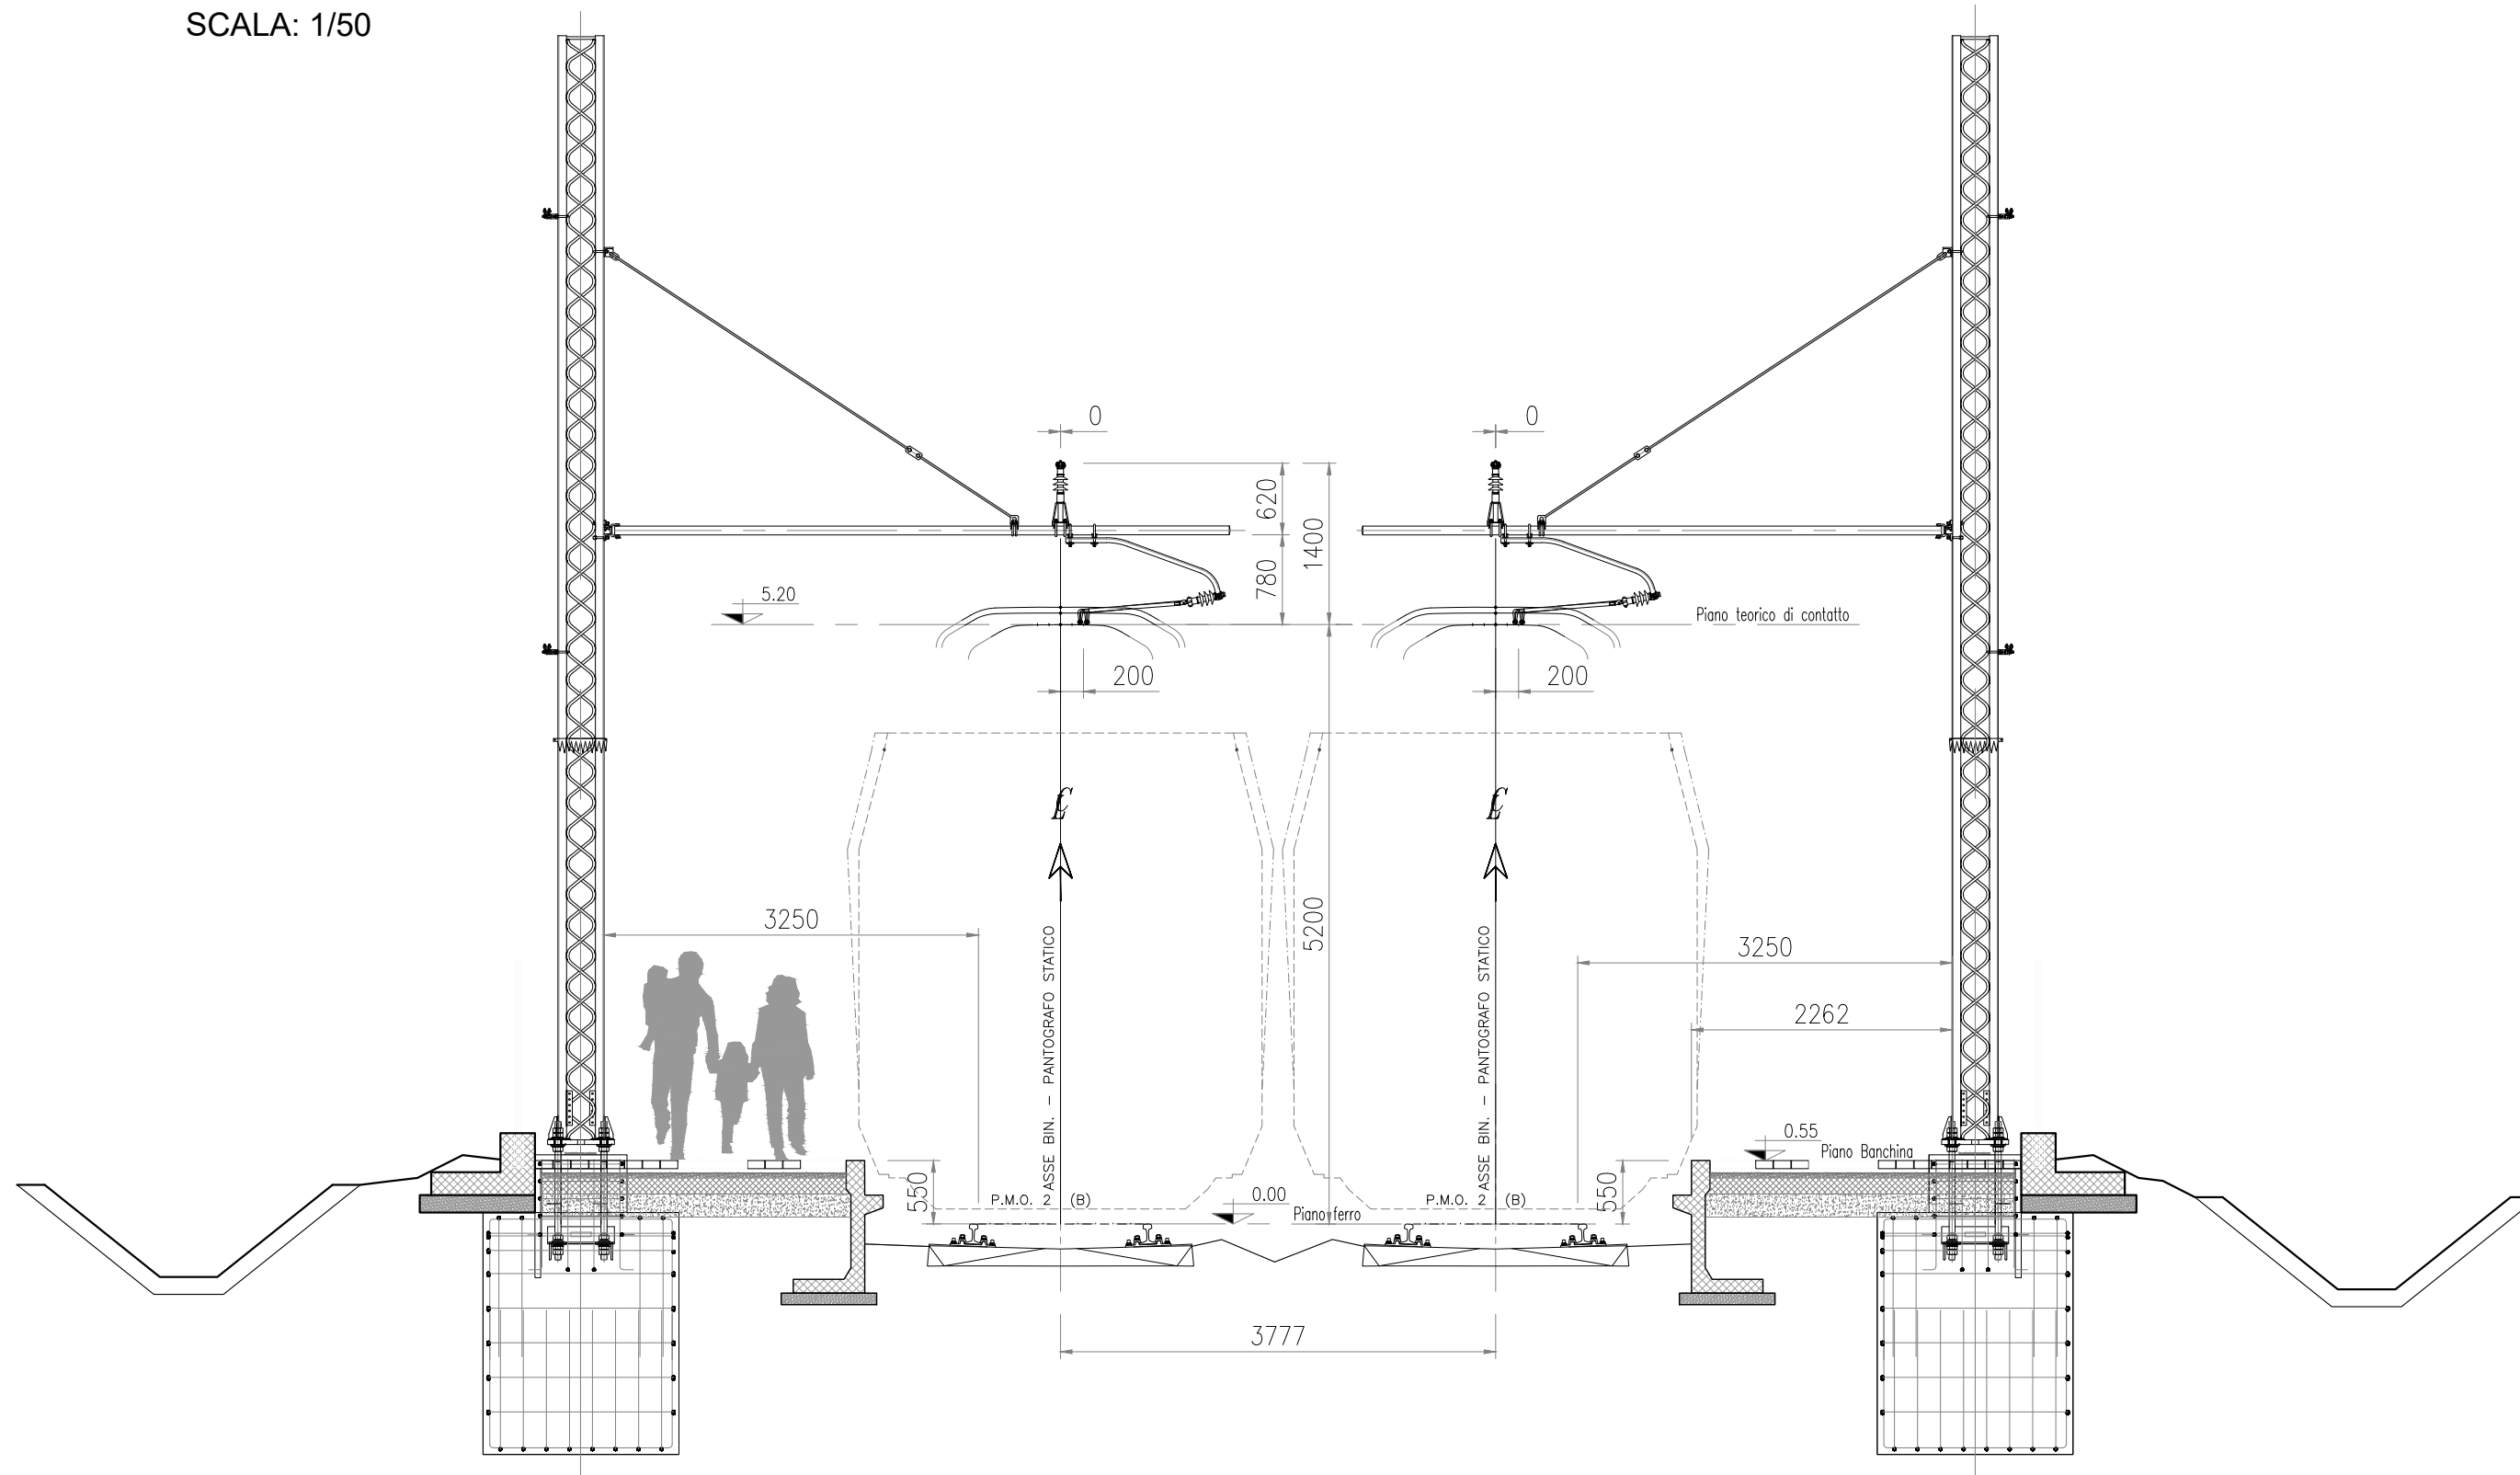 SCALA: 1/50
0
0
620
1400
780
5.20
Piano teorico di contatto
200
200
℄
℄
3250
5200
3250
2262
ASSE BIN. - PANTOGRAFO STATICO
ASSE BIN. - PANTOGRAFO STATICO
0.55
Piano Banchina
550
P.M.O. 2 (B)
0.00
Piano ferro
P.M.O. 2 (B)
550
3777